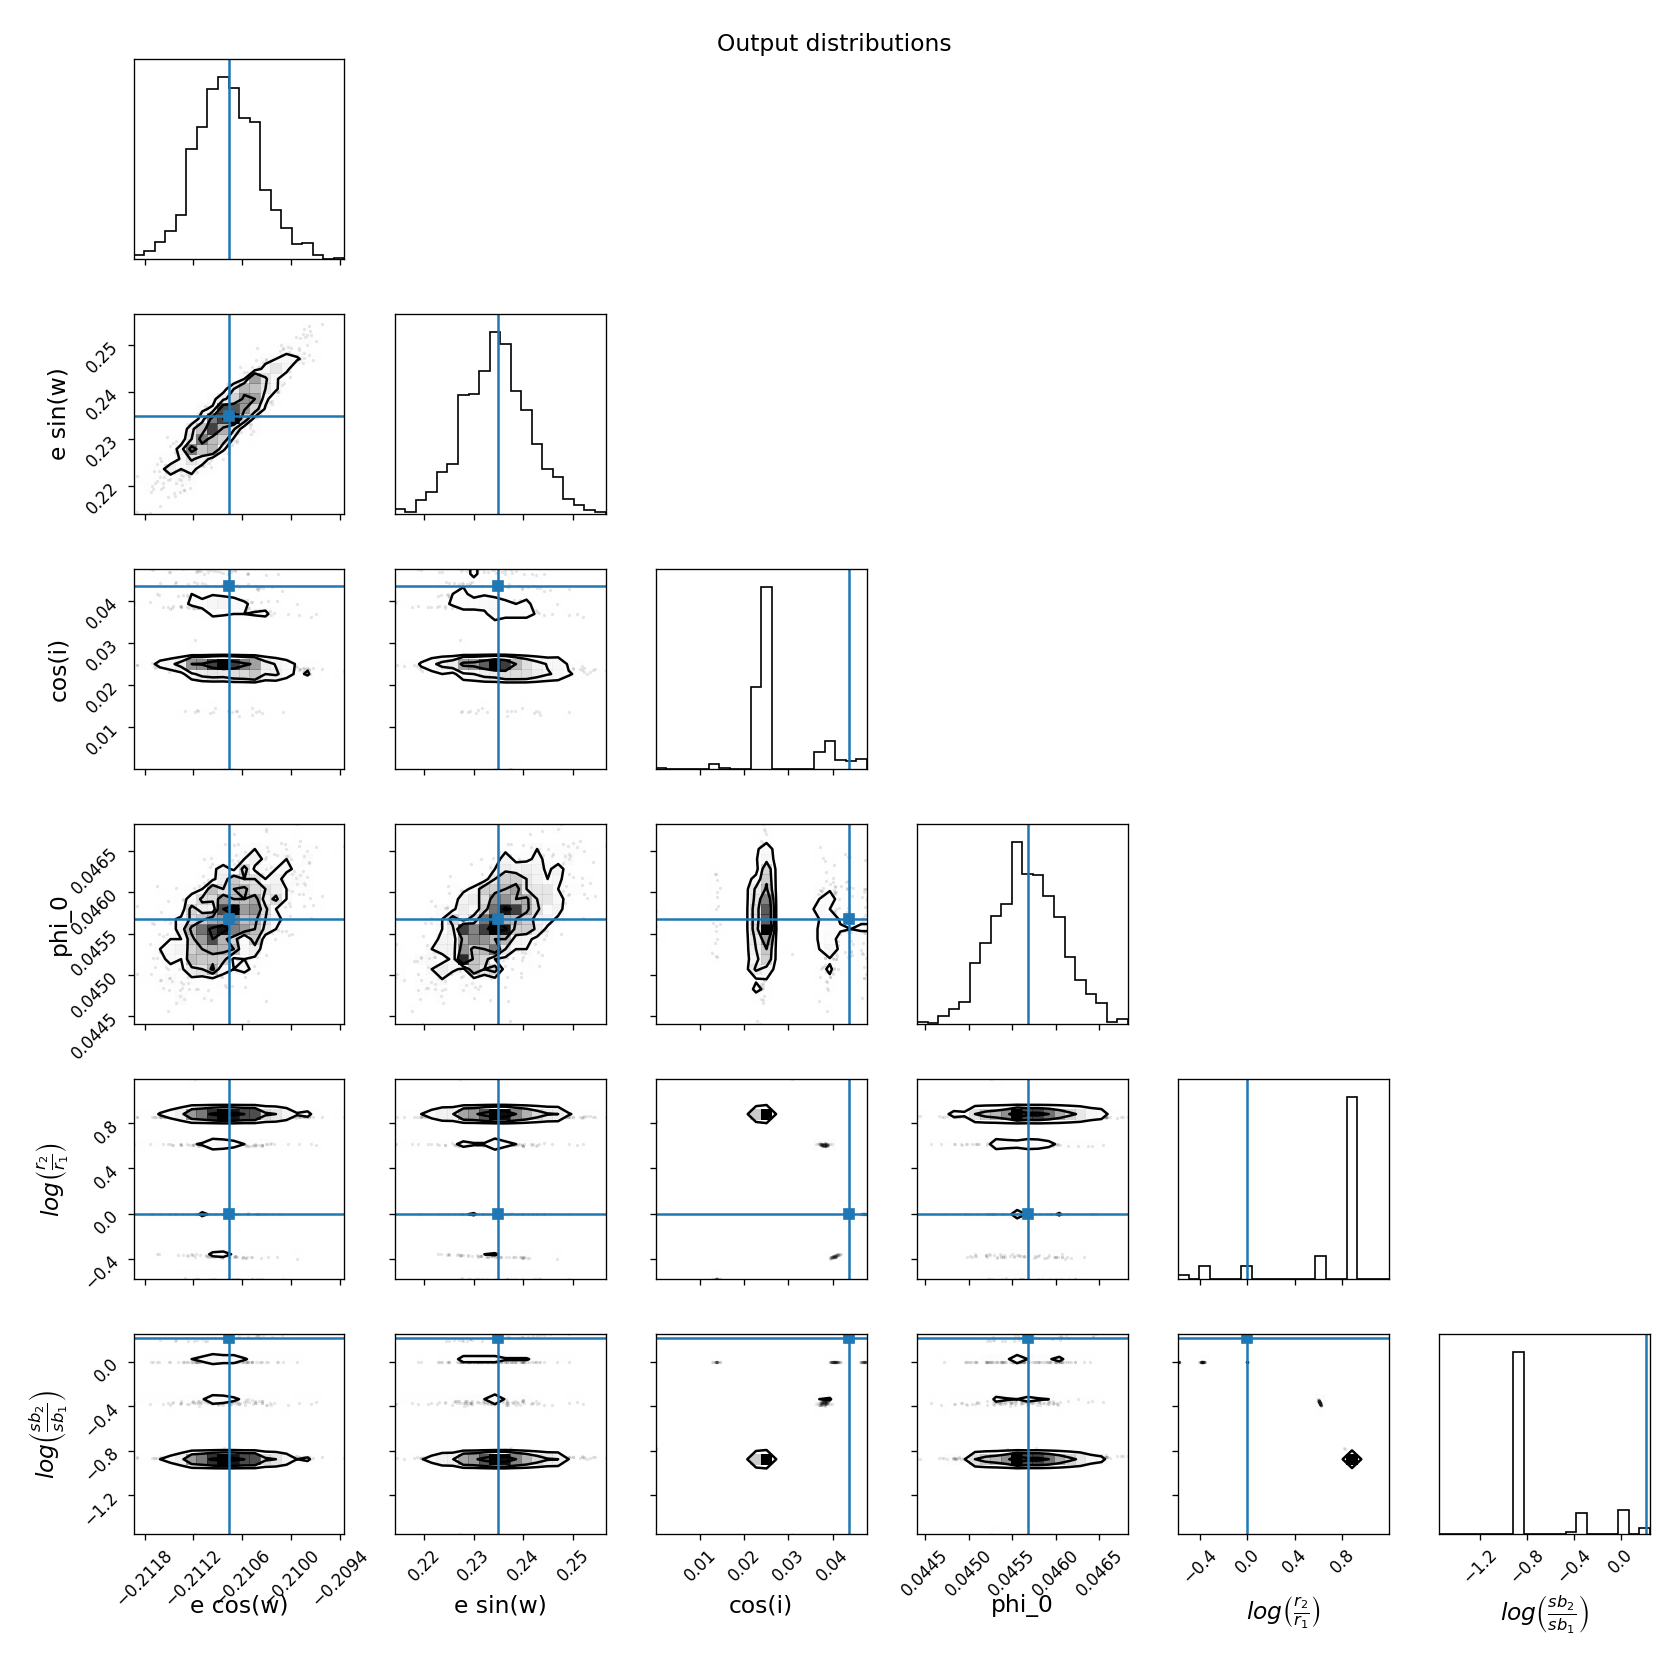 Output distributions
e sin(w)
0.25
0.24
0.23
0.22
cos(i)
0.04
0.03
0.02
0.01
phi_0
0.0465
0.0460
0.0455
0.0450
0.0445
log(r₂/r₁)
0.8
0.4
0.0
−0.4
log(sb₂/sb₁)
0.0
−0.4
−0.8
−1.2
−0.2118 −0.2112 −0.2106 −0.2100 −0.2094
0.22 0.23 0.24 0.25
0.01 0.02 0.03 0.04
0.0445 0.0450 0.0455 0.0460 0.0465
−0.4 0.0 0.4 0.8
−1.2 −0.8 −0.4 0.0
e cos(w)
e sin(w)
cos(i)
phi_0
log(r₂/r₁)
log(sb₂/sb₁)